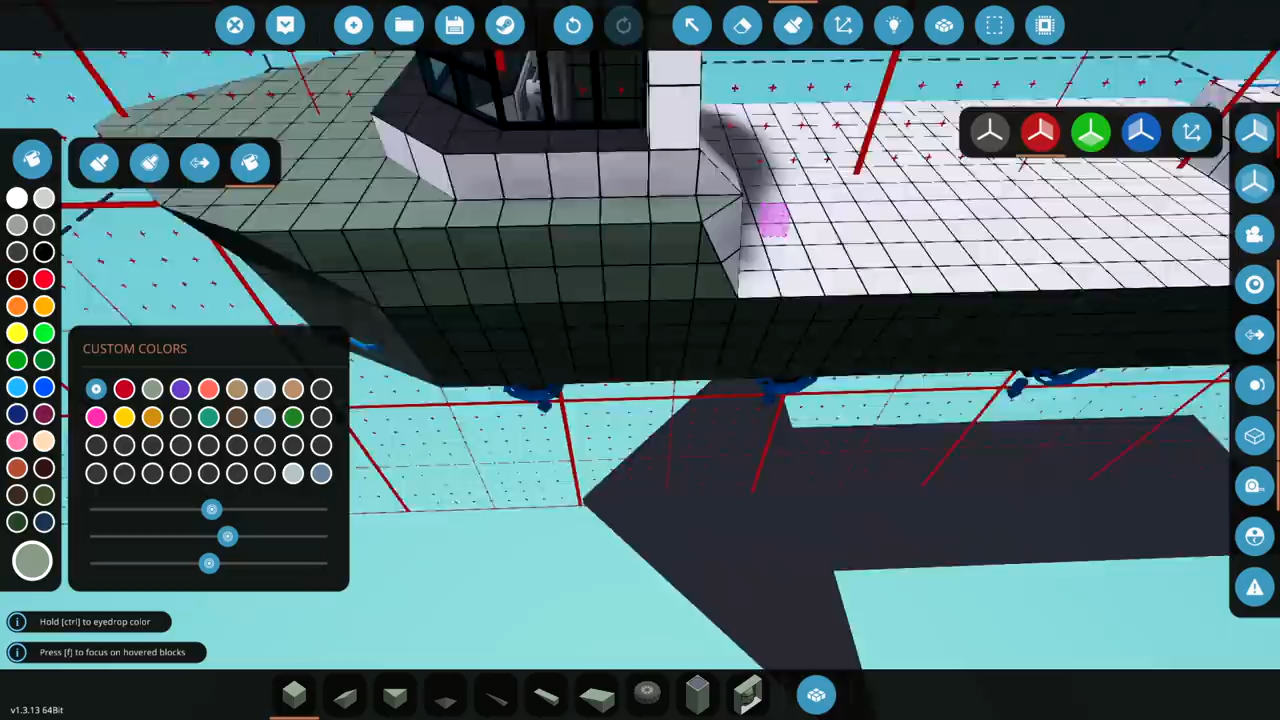 CUSTOM COLORS
Hold [ctrl] to eyedrop color
Press [f] to focus on hovered blocks
v1.3.13 64Bit